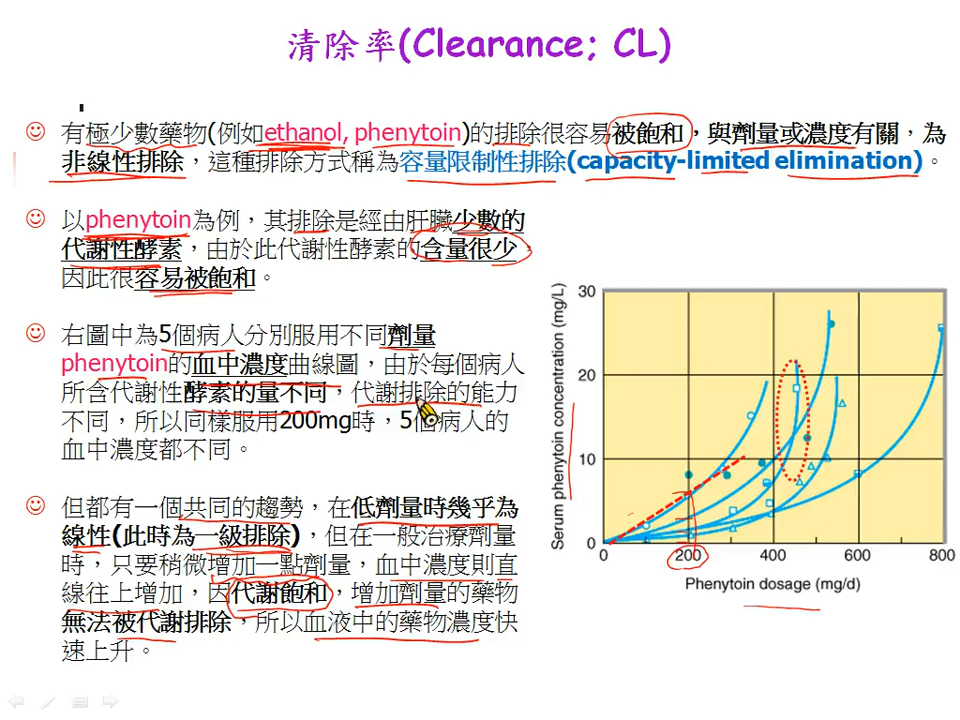 清除率(Clearance; CL)
有極少數藥物(例如ethanol, phenytoin)的排除很容易被飽和，與劑量或濃度有關，為
非線性排除，這種排除方式稱為容量限制性排除(capacity-limited elimination)。
以phenytoin為例，其排除是經由肝臟少數的
代謝性酵素，由於此代謝性酵素的含量很少，
因此很容易被飽和。
右圖中為5個病人分別服用不同劑量
phenytoin的血中濃度曲線圖，由於每個病人
所含代謝性酵素的量不同，代謝排除的能力
不同，所以同樣服用200mg時，5個病人的
血中濃度都不同。
但都有一個共同的趨勢，在低劑量時幾乎為
線性(此時為一級排除)，但在一般治療劑量
時，只要稍微增加一點劑量，血中濃度則直
線往上增加，因代謝飽和，增加劑量的藥物
無法被代謝排除，所以血液中的藥物濃度快
速上升。
Serum phenytoin concentration (mg/L)
30
20
10
0
0 200 400 600 800
Phenytoin dosage (mg/d)